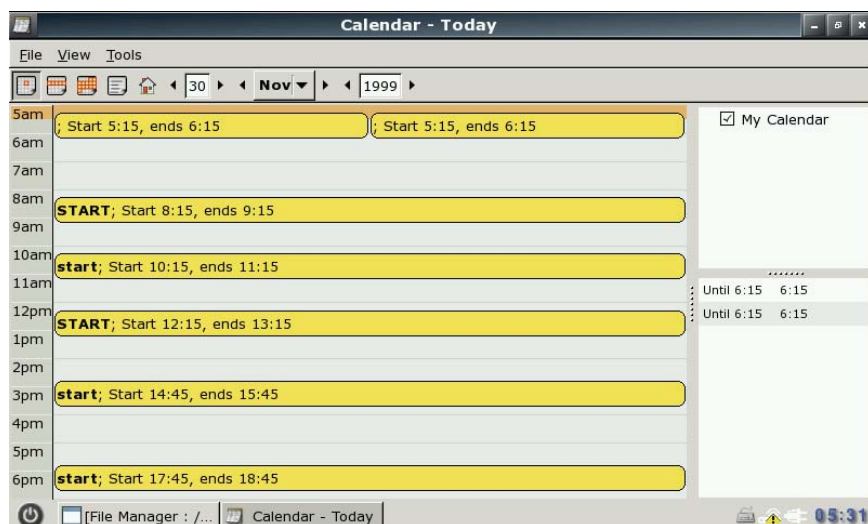 Calendar - Today
File View Tools
30 Nov 1999
5am
; Start 5:15, ends 6:15 ; Start 5:15, ends 6:15
6am
7am
8am
START; Start 8:15, ends 9:15
9am
10am
start; Start 10:15, ends 11:15
11am
12pm
START; Start 12:15, ends 13:15
1pm
2pm
3pm
start; Start 14:45, ends 15:45
4pm
5pm
6pm
start; Start 17:45, ends 18:45
My Calendar
Until 6:15 6:15
Until 6:15 6:15
[File Manager : /... Calendar - Today 05:31